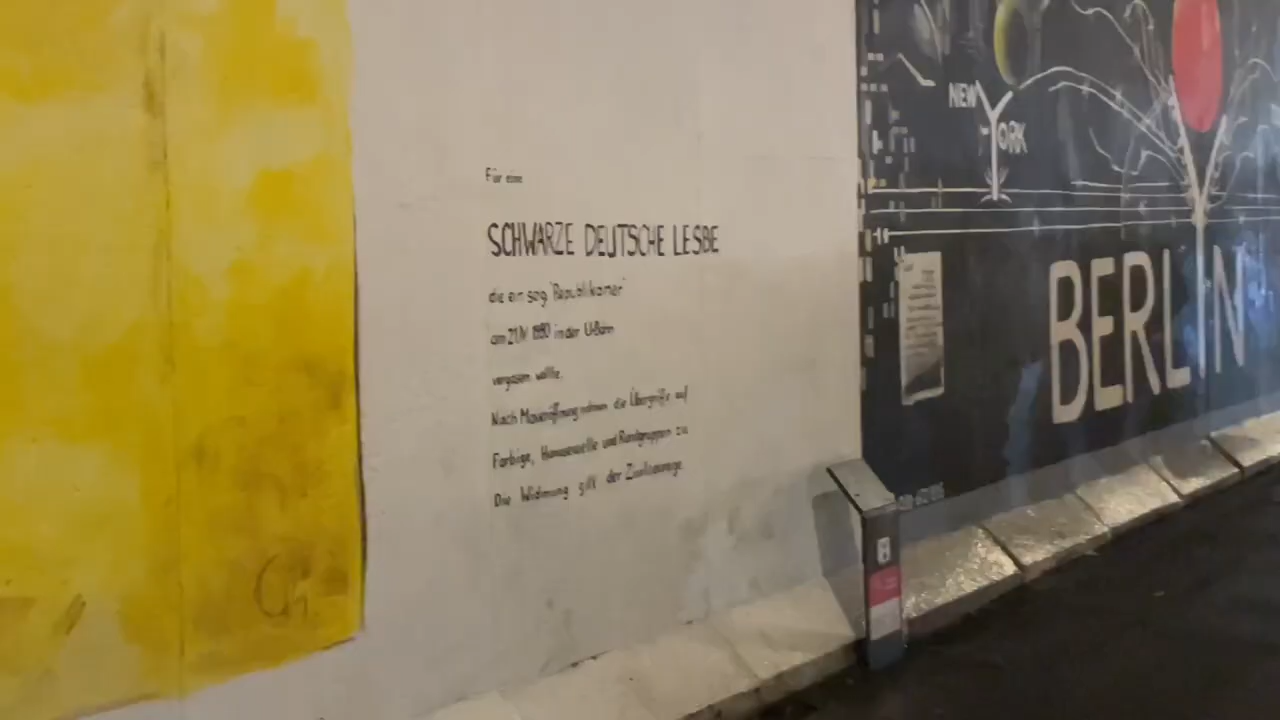 Für eine
SCHWARZE DEUTSCHE LESBE
die ein sog. "Republikaner"
am 21.IV 1990 in der U-Bahn
vergasen wollte.
Nach Maueröffnung nahmen die Übergriffe auf
Farbige, Homosexuelle und Randgruppen zu
Die Widmung gilt der Zivilcourage
NEW
YORK
BERLIN